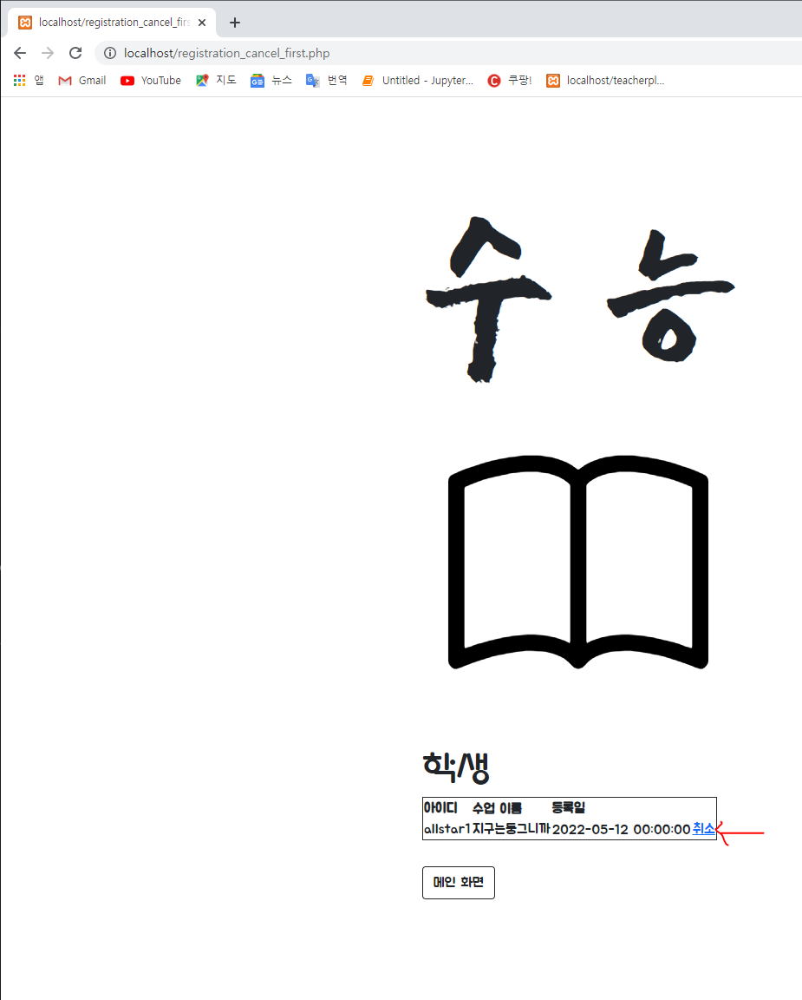 localhost/registration_cancel_firs
localhost/registration_cancel_first.php
앱 Gmail YouTube 지도 뉴스 번역 Untitled - Jupyter... 쿠팡! localhost/teacherpl...
수 능
학생
아이디 수업 이름 등록일
allstar1 지구는둥그니까 2022-05-12 00:00:00 취소
메인 화면